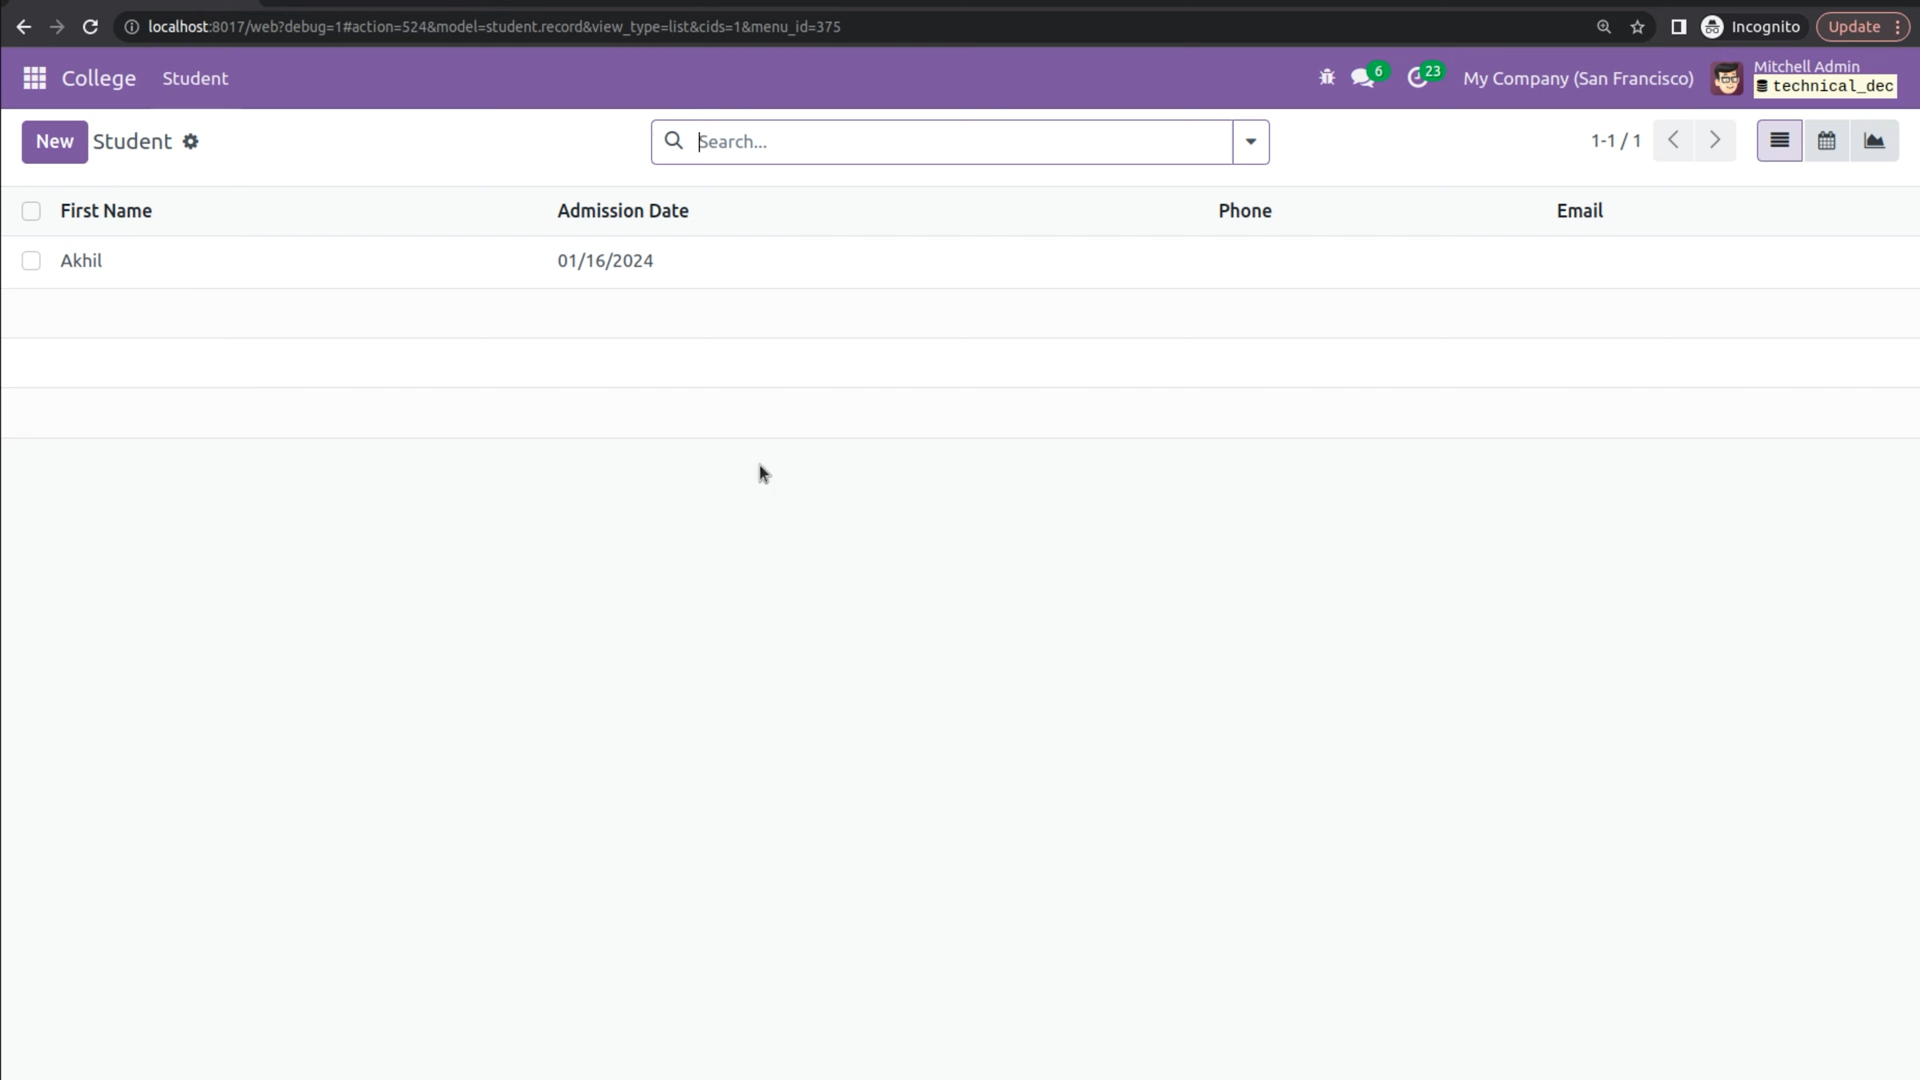 localhost:8017/web?debug=1#action=524&model=student.record&view_type=list&cids=1&menu_id=375
Incognito
Update
College
Student
6
23
My Company (San Francisco)
Mitchell Admin
technical_dec
New
Student
Search...
1-1 / 1
First Name
Admission Date
Phone
Email
Akhil
01/16/2024